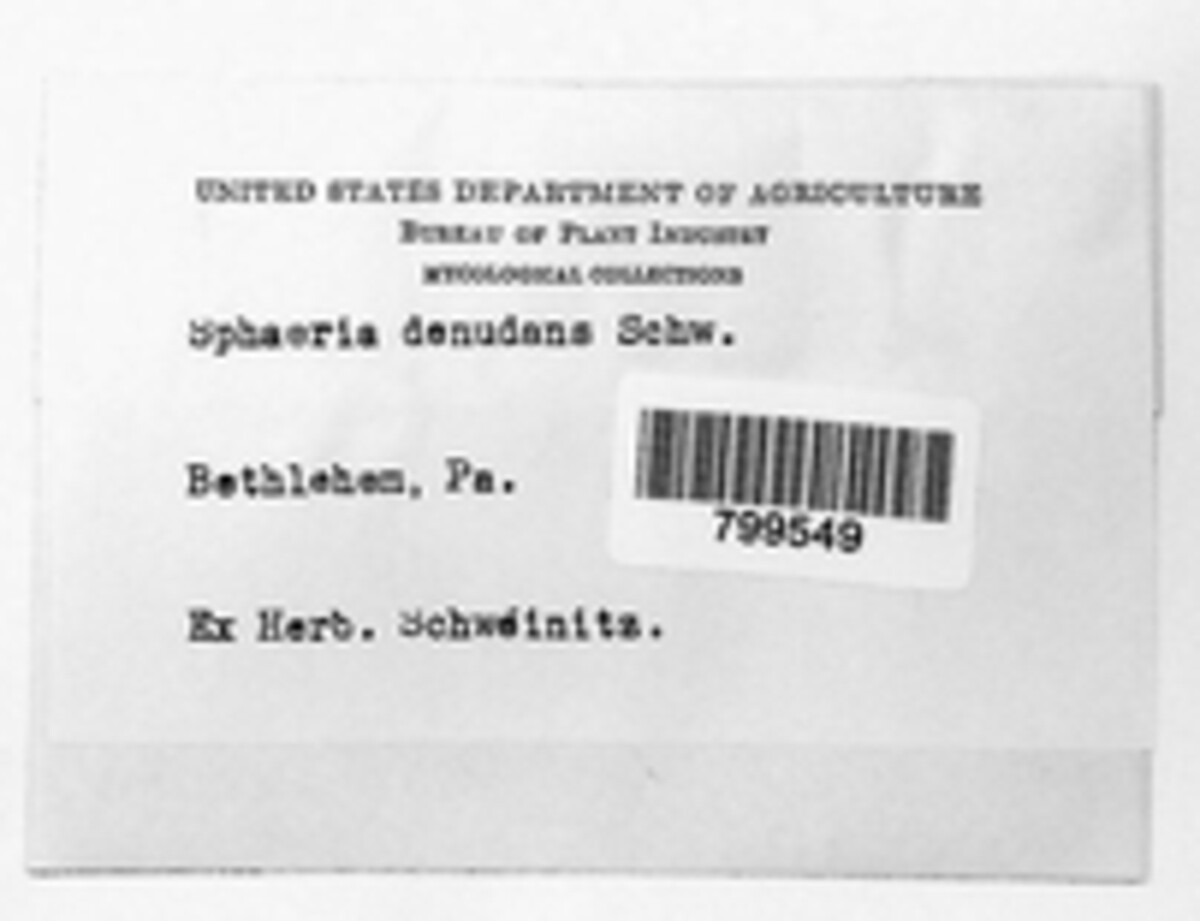 UNITED STATES DEPARTMENT OF AGRICULTURE
BUREAU OF PLANT INDUSTRY
MYCOLOGICAL COLLECTIONS
Sphaeria denudans Schw.
Bethlehem, Pa.
799549
Ex Herb. Schweinitz.